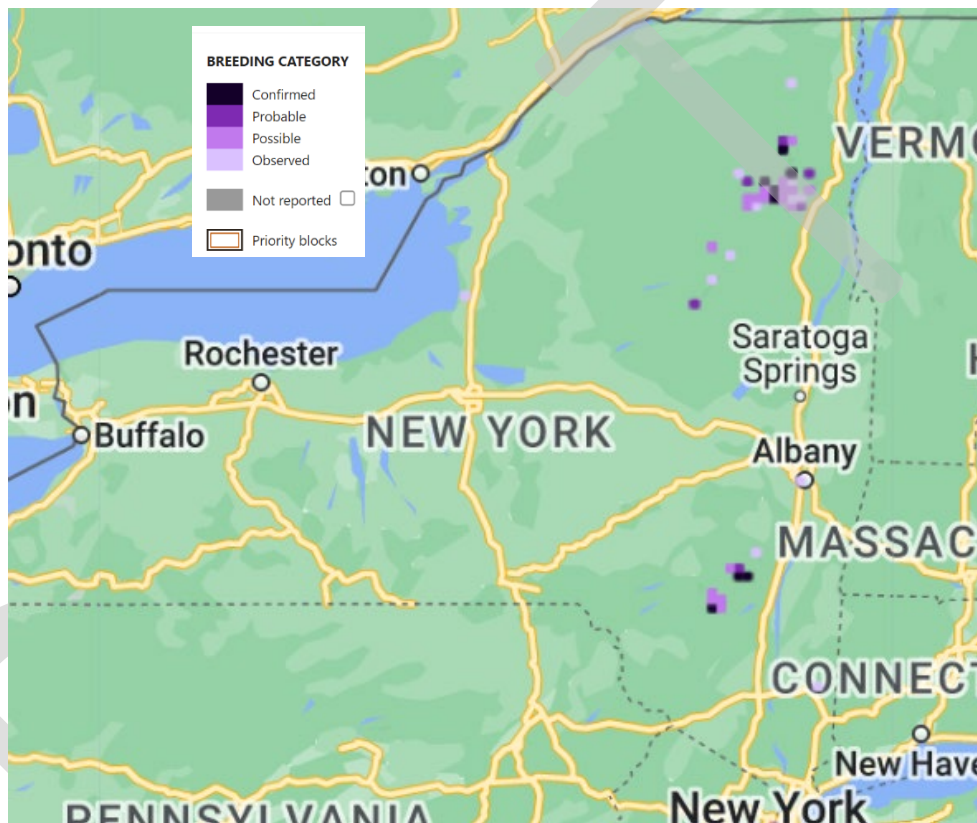 BREEDING CATEGORY
Confirmed
Probable
Possible
Observed
Not reported
Priority blocks
ton
VERMO
onto
Saratoga
Springs
Rochester
on
Buffalo
NEW YORK
Albany
MASSAC
CONNECT
New Have
PENNSYLVANIA
New York